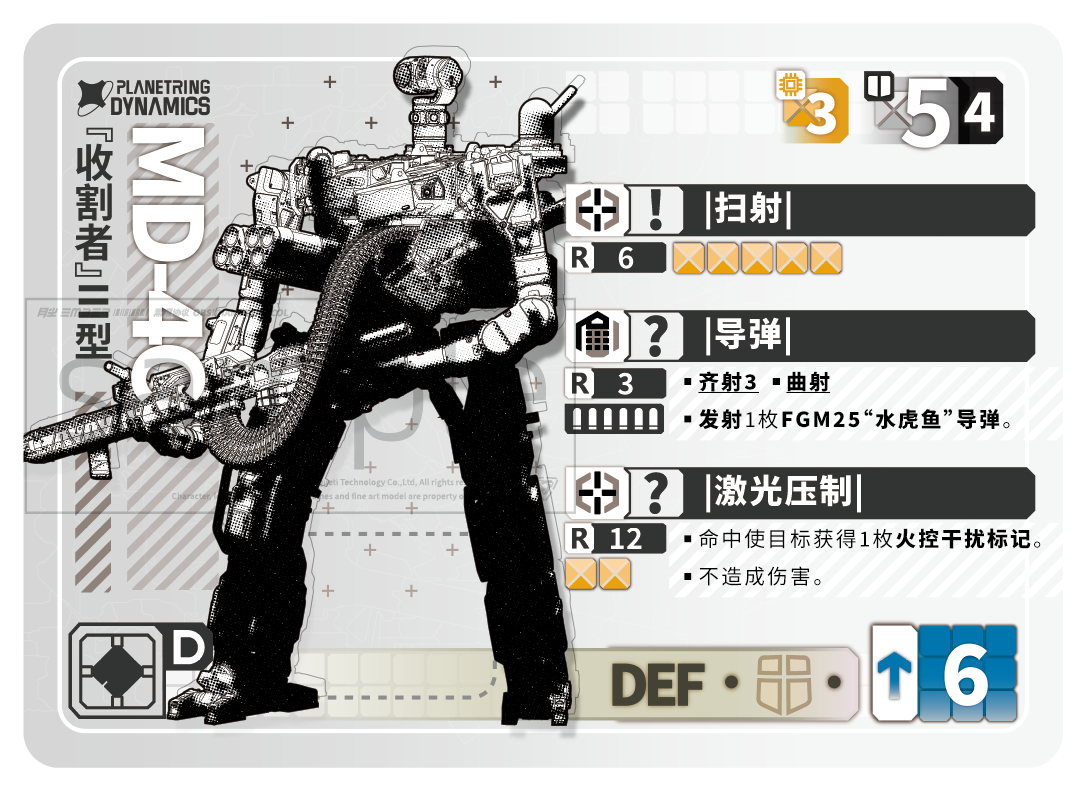 PLANETRING
DYNAMICS
『收割者』三型
MD-4C
3
5
4
|扫射|
!
R 6
|导弹|
?
R 3
▪ 齐射3 ▪ 曲射
▪ 发射1枚FGM25“水虎鱼”导弹。
|激光压制|
?
R 12
▪ 命中使目标获得1枚火控干扰标记。
▪ 不造成伤害。
D
DEF
6